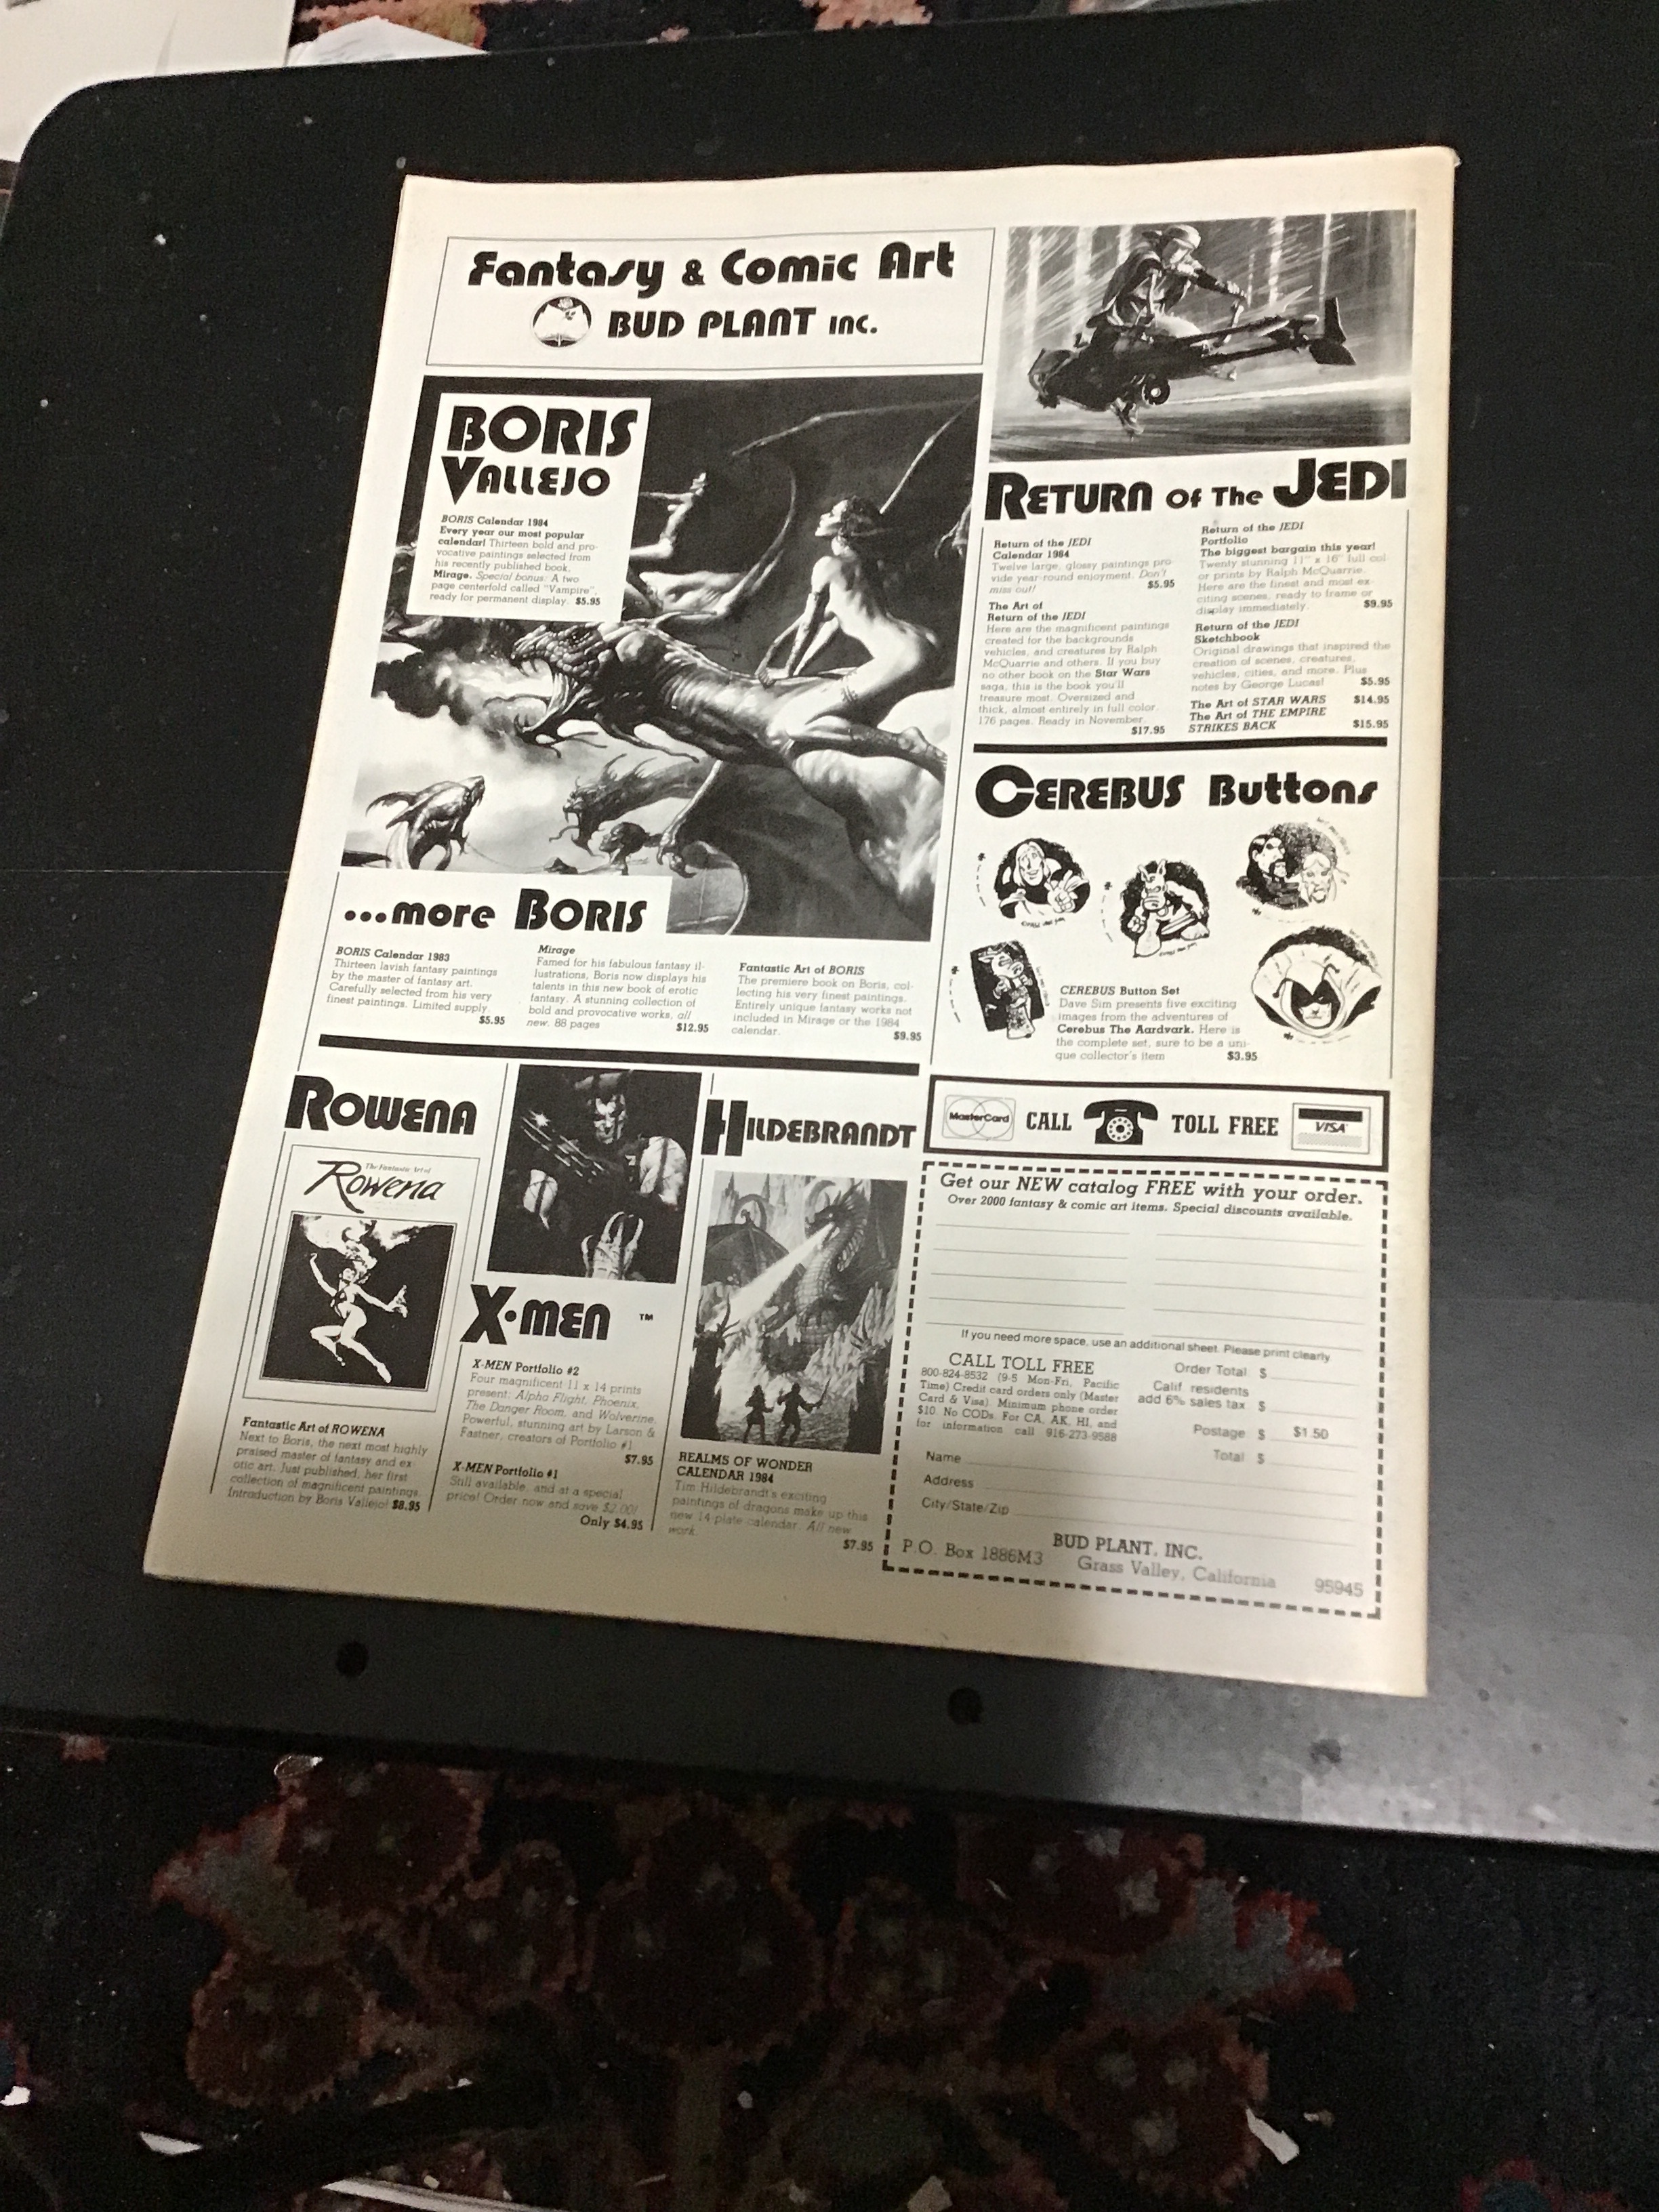 Fantasy & Comic Art
BUD PLANT INC.
BORIS
VALLEJO
BORIS Calendar 1984
Every year our most popular
calendar! Thirteen bold and pro-
vocative paintings selected from
his recently published book,
Mirage. Special bonus: A two
page centerfold called "Vampire",
ready for permanent display. $5.95
...more BORIS
BORIS Calendar 1983
Thirteen lavish fantasy paintings
by the master of fantasy art.
Carefully selected from his very
finest paintings. Limited supply.
$5.95
Mirage
Famed for his fabulous fantasy il-
lustrations, Boris now displays his
talents in this new book of erotic
fantasy. A stunning collection of
bold and provocative works, all
new. 88 pages $12.95
Fantastic Art of BORIS
The premiere book on Boris, col-
lecting his very finest paintings.
Entirely unique fantasy works not
included in Mirage or the 1984
calendar. $9.95
RETURN OF THE JEDI
Return of the JEDI
Calendar 1984
Twelve large, glossy paintings pro
vide year-round enjoyment. Don't
miss out! $5.95
The Art of
Return of the JEDI
Here are the magnificent paintings
created for the backgrounds
vehicles, and creatures by Ralph
McQuarrie and others. If you buy
no other book on the Star Wars
saga, this is the book you'll
treasure most. Oversized and
thick, almost entirely in full color.
176 pages. Ready in November.
$17.95
Return of the JEDI
Portfolio
The biggest bargain this year!
Twenty stunning 11" x 16" full col-
or prints by Ralph McQuarrie.
Here are the finest and most ex-
citing scenes, ready to frame or
display immediately. $9.95
Return of the JEDI
Sketchbook
Original drawings that inspired the
creation of scenes, creatures,
vehicles, cities, and more. Plus
notes by George Lucas! $5.95
The Art of STAR WARS $14.95
The Art of THE EMPIRE
STRIKES BACK $15.95
CEREBUS Buttons
CEREBUS Button Set
Dave Sim presents five exciting
images from the adventures of
Cerebus The Aardvark. Here is
the complete set, sure to be a uni-
que collector's item $3.95
ROWENA
The Fantastic Art of
Rowena
Fantastic Art of ROWENA
Next to Boris, the next most highly
praised master of fantasy and ex
otic art. Just published, her first
collection of magnificent paintings.
Introduction by Boris Vallejo! $8.95
X-MEN TM
X-MEN Portfolio #2
Four magnificent 11 x 14 prints
present: Alpha Flight, Phoenix,
The Danger Room, and Wolverine.
Powerful, stunning art by Larson &
Fastner, creators of Portfolio #1
$7.95
X-MEN Portfolio #1
Still available, and at a special
price! Order now and save $2.00!
Only $4.95
HILDEBRANDT
REALMS OF WONDER
CALENDAR 1984
Tim Hildebrandt's exciting
paintings of dragons make up this
new 14 plate calendar. All new
work.
$7.95
MasterCard CALL TOLL FREE VISA
Get our NEW catalog FREE with your order.
Over 2000 fantasy & comic art items. Special discounts available.
If you need more space, use an additional sheet. Please print clearly
CALL TOLL FREE
800-824-8532 (9-5 Mon-Fri, Pacific
Time) Credit card orders only (Master
Card & Visa). Minimum phone order
$10. No CODs. For CA, AK, HI, and
for information call 916-273-9588
Order Total $
Calif. residents
add 6% sales tax $
Postage $ $1.50
Total $
Name
Address
City/State/Zip
BUD PLANT, INC.
P.O. Box 1886M3 Grass Valley, California 95945